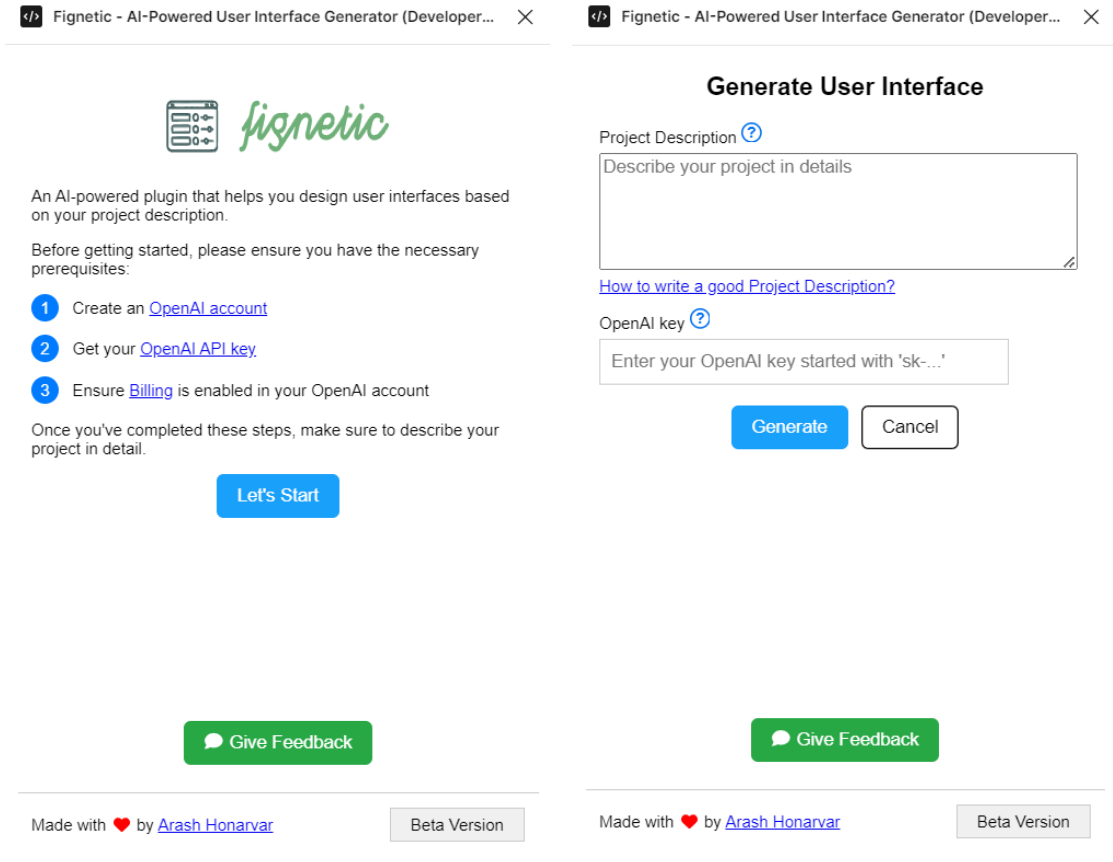 Fignetic - AI-Powered User Interface Generator (Developer...
fignetic
An AI-powered plugin that helps you design user interfaces based
on your project description.
Before getting started, please ensure you have the necessary
prerequisites:
1 Create an OpenAI account
2 Get your OpenAI API key
3 Ensure Billing is enabled in your OpenAI account
Once you've completed these steps, make sure to describe your
project in detail.
Let's Start
Give Feedback
Made with by Arash Honarvar
Beta Version
Fignetic - AI-Powered User Interface Generator (Developer...
Generate User Interface
Project Description ?
Describe your project in details
How to write a good Project Description?
OpenAI key ?
Enter your OpenAI key started with 'sk-...'
Generate
Cancel
Give Feedback
Made with by Arash Honarvar
Beta Version